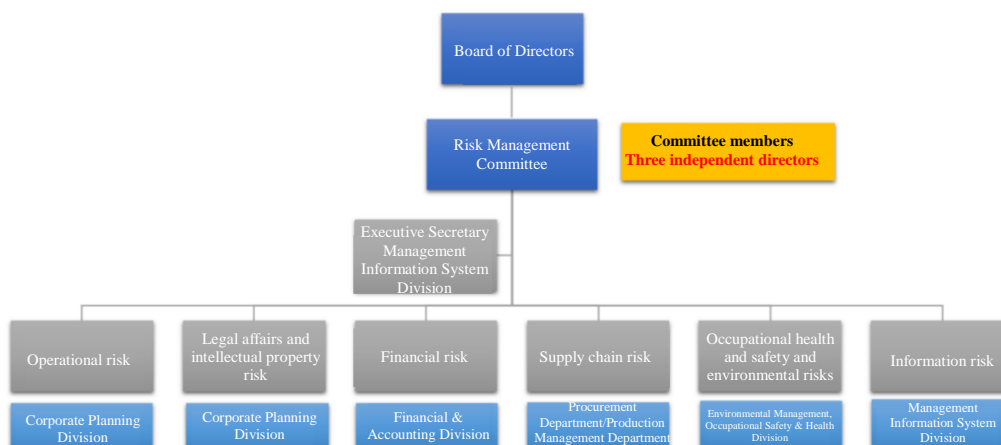 Board of Directors
Risk Management
Committee
Committee members
Three independent directors
Executive Secretary
Management
Information System
Division
Operational risk
Legal affairs and
intellectual property
risk
Financial risk
Supply chain risk
Occupational health
and safety and
environmental risks
Information risk
Corporate Planning
Division
Corporate Planning
Division
Financial &
Accounting Division
Procurement
Department/Production
Management Department
Environmental Management,
Occupational Safety & Health
Division
Management
Information System Division